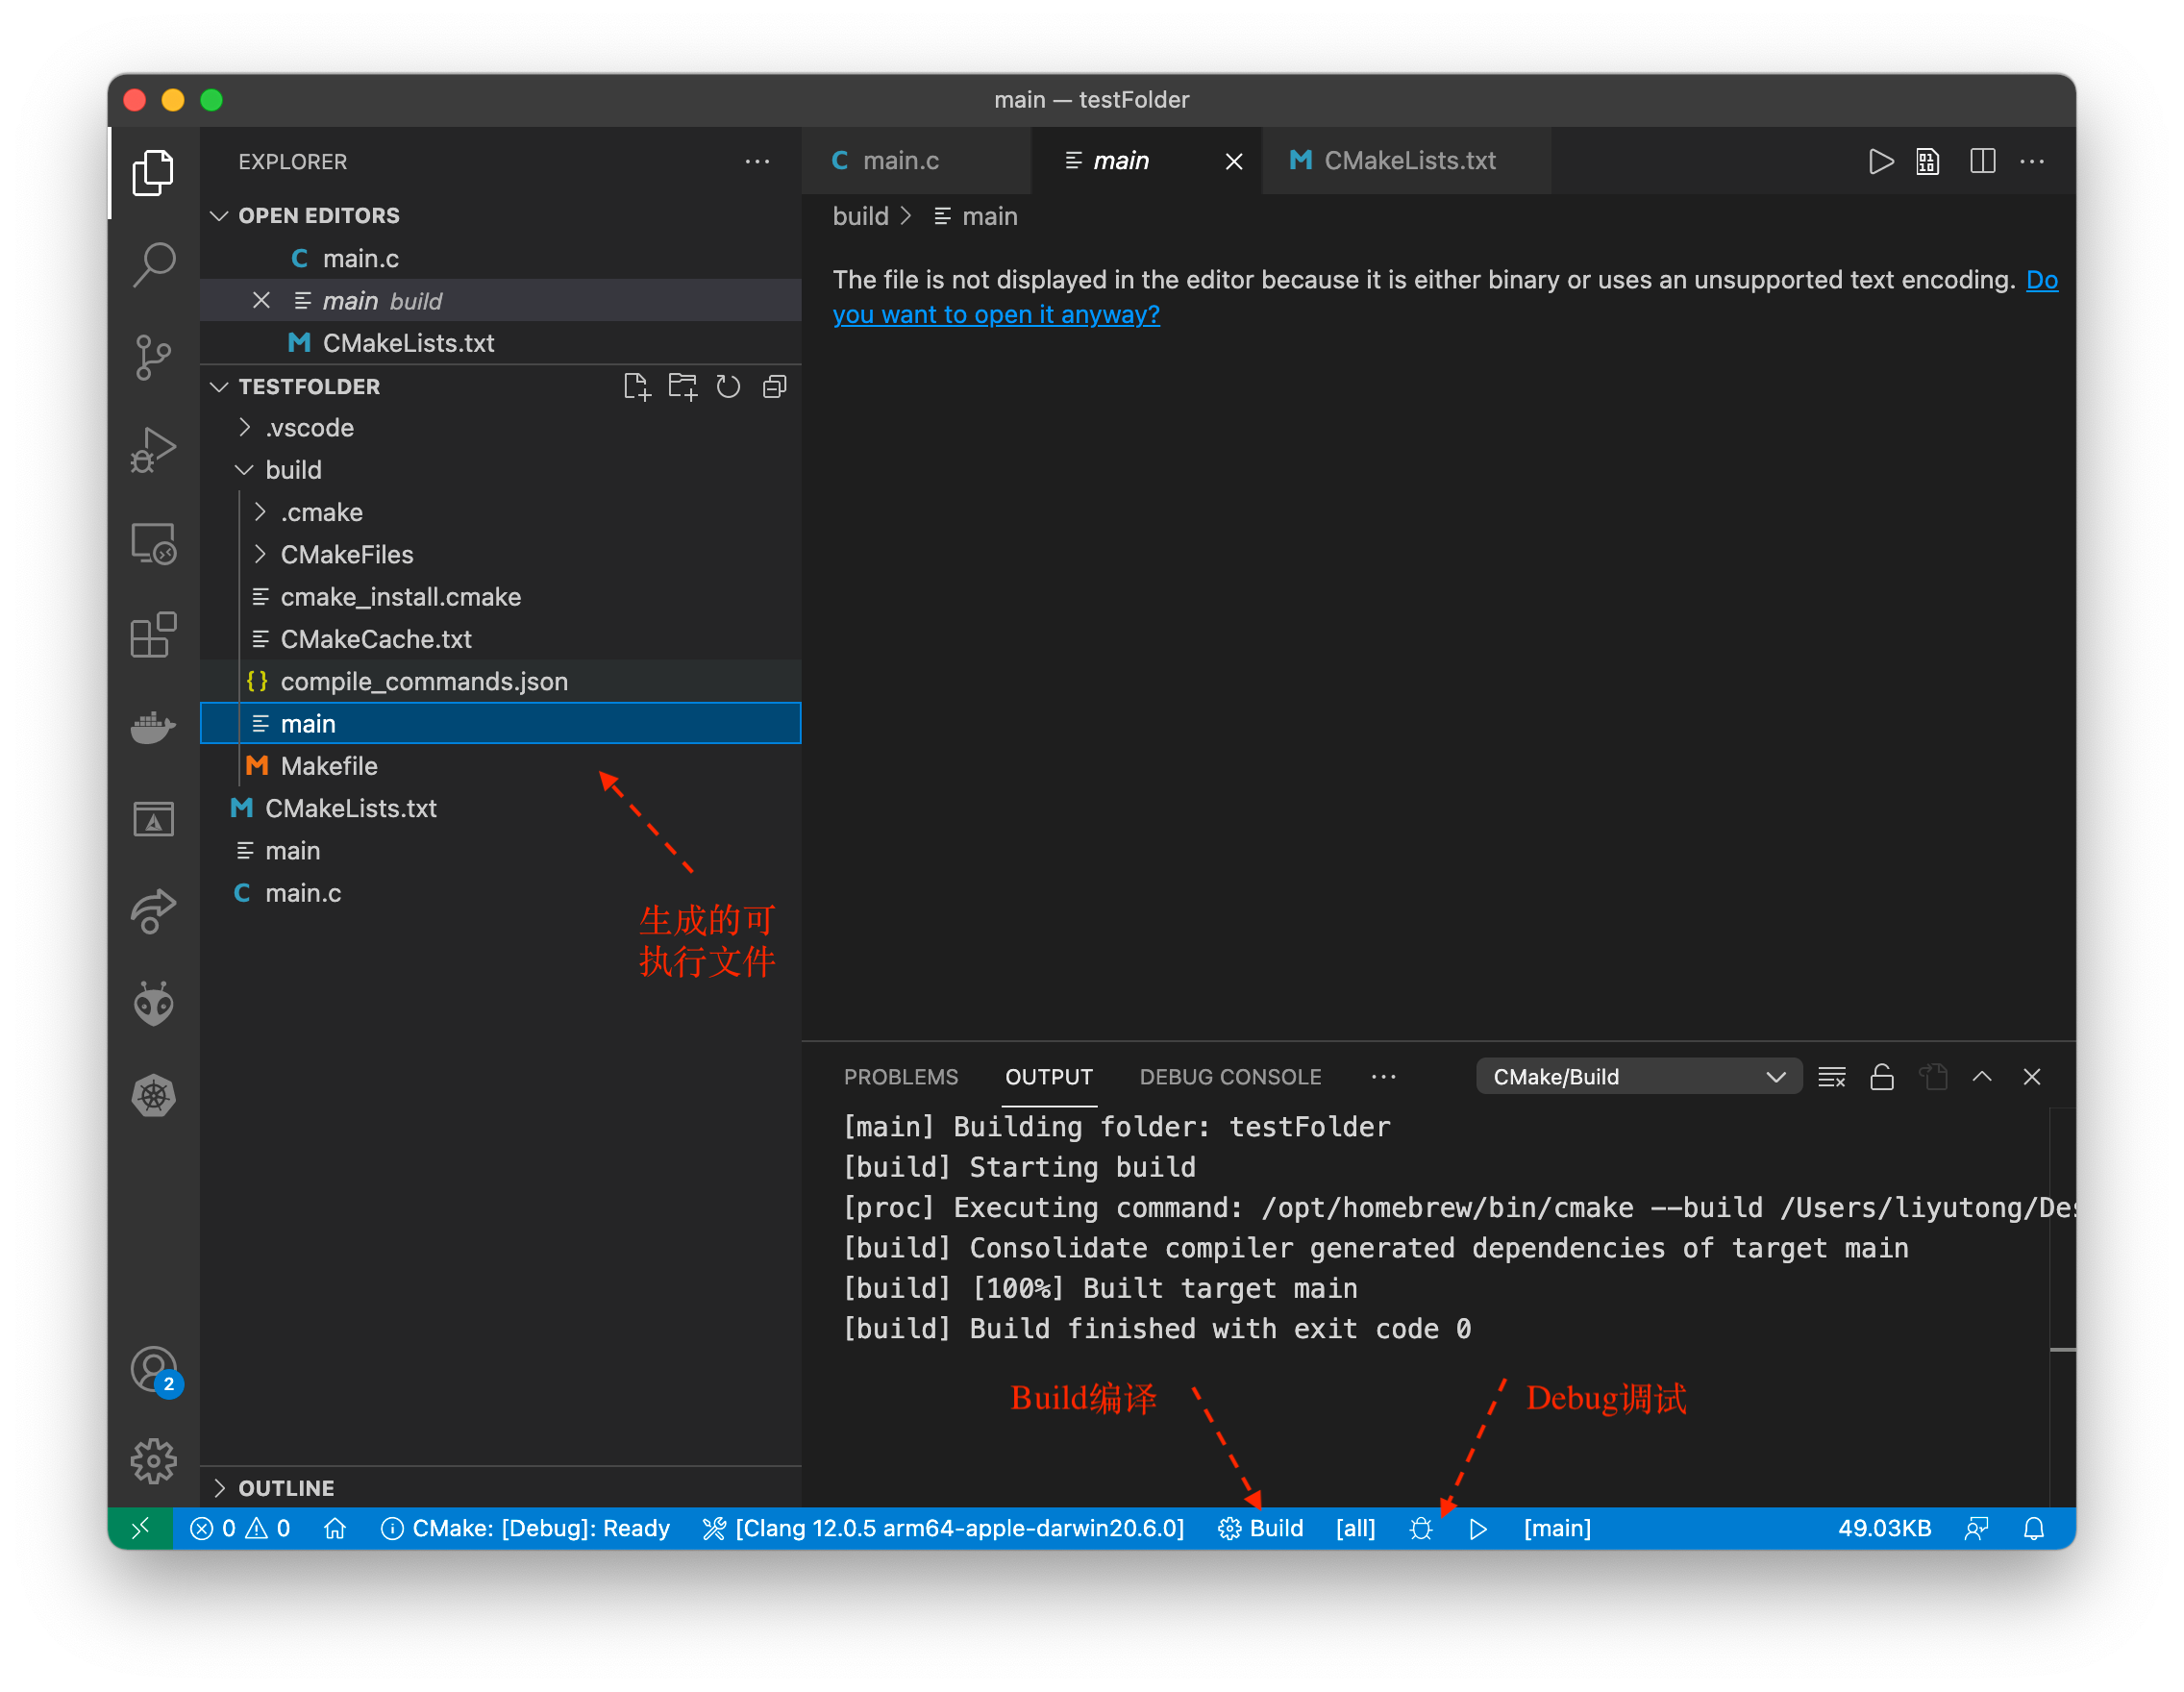 main — testFolder
EXPLORER
OPEN EDITORS
main.c
main build
CMakeLists.txt
TESTFOLDER
.vscode
build
.cmake
CMakeFiles
cmake_install.cmake
CMakeCache.txt
{} compile_commands.json
main
M Makefile
M CMakeLists.txt
main
C main.c
生成的可
执行文件
OUTLINE
C main.c
main
M CMakeLists.txt
build > main
The file is not displayed in the editor because it is either binary or uses an unsupported text encoding. Do
you want to open it anyway?
PROBLEMS OUTPUT DEBUG CONSOLE
CMake/Build
[main] Building folder: testFolder
[build] Starting build
[proc] Executing command: /opt/homebrew/bin/cmake --build /Users/liyutong/Des
[build] Consolidate compiler generated dependencies of target main
[build] [100%] Built target main
[build] Build finished with exit code 0
Build编译
Debug调试
2
0 0 CMake: [Debug]: Ready [Clang 12.0.5 arm64-apple-darwin20.6.0] Build [all] [main] 49.03KB